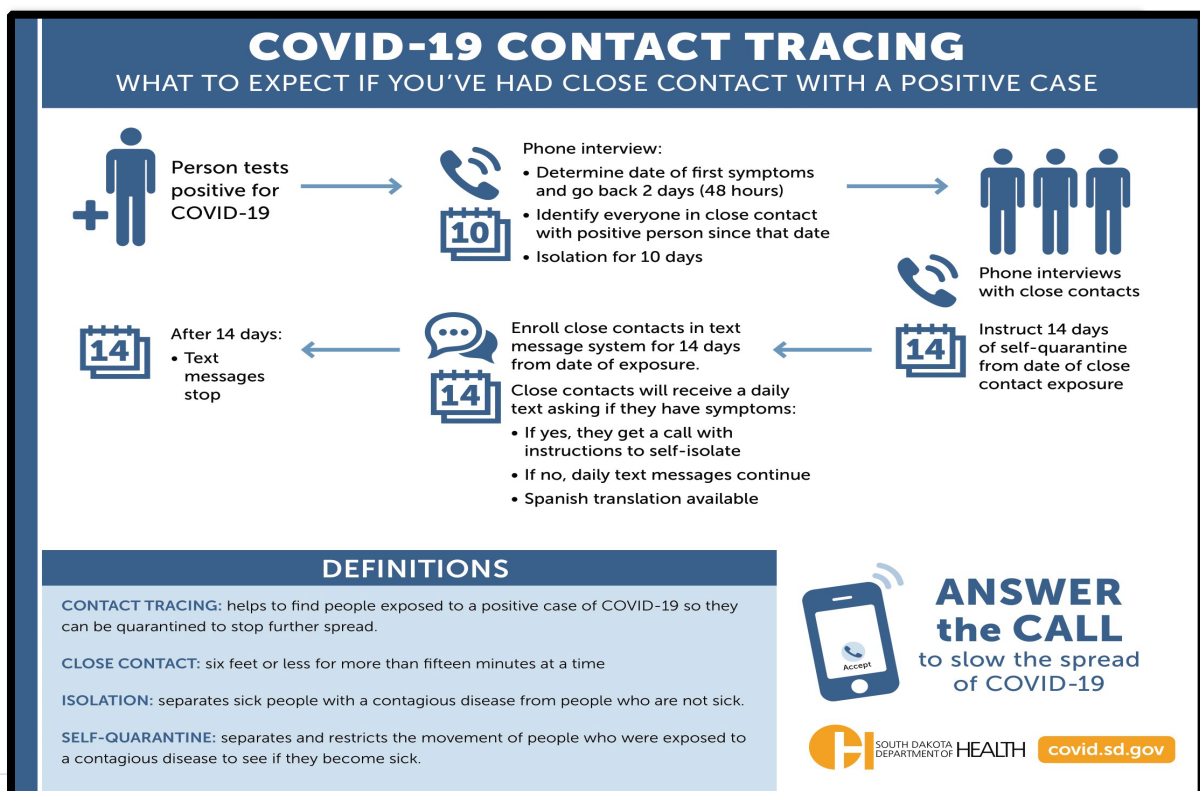 COVID-19 CONTACT TRACING
WHAT TO EXPECT IF YOU'VE HAD CLOSE CONTACT WITH A POSITIVE CASE
Person tests
positive for
COVID-19
10
Phone interview:
• Determine date of first symptoms
and go back 2 days (48 hours)
• Identify everyone in close contact
with positive person since that date
• Isolation for 10 days
Phone interviews
with close contacts
14
Instruct 14 days
of self-quarantine
from date of close
contact exposure
14
Enroll close contacts in text
message system for 14 days
from date of exposure.
Close contacts will receive a daily
text asking if they have symptoms:
• If yes, they get a call with
instructions to self-isolate
• If no, daily text messages continue
• Spanish translation available
14
After 14 days:
• Text
messages
stop
DEFINITIONS
CONTACT TRACING: helps to find people exposed to a positive case of COVID-19 so they
can be quarantined to stop further spread.
CLOSE CONTACT: six feet or less for more than fifteen minutes at a time
ISOLATION: separates sick people with a contagious disease from people who are not sick.
SELF-QUARANTINE: separates and restricts the movement of people who were exposed to
a contagious disease to see if they become sick.
Accept
ANSWER
the CALL
to slow the spread
of COVID-19
SOUTH DAKOTA
DEPARTMENT OF HEALTH
covid.sd.gov